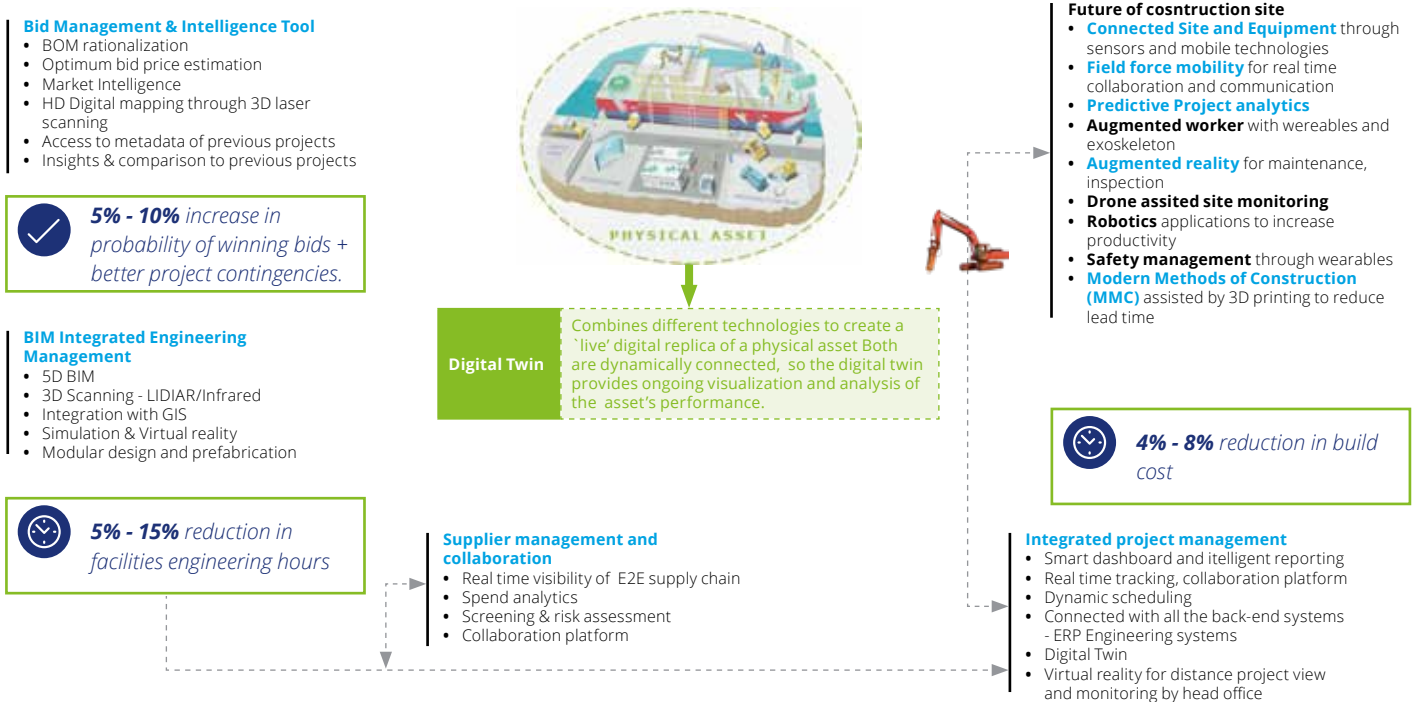 Bid Management & Intelligence Tool
• BOM rationalization
• Optimum bid price estimation
• Market Intelligence
• HD Digital mapping through 3D laser
scanning
• Access to metadata of previous projects
• Insights & comparison to previous projects
5% - 10% increase in
probability of winning bids +
better project contingencies.
BIM Integrated Engineering
Management
• 5D BIM
• 3D Scanning - LIDIAR/Infrared
• Integration with GIS
• Simulation & Virtual reality
• Modular design and prefabrication
5% - 15% reduction in
facilities engineering hours
PHYSICAL ASSET
Digital Twin
Combines different technologies to create a
`live’ digital replica of a physical asset Both
are dynamically connected, so the digital twin
provides ongoing visualization and analysis of
the asset’s performance.
Supplier management and
collaboration
• Real time visibility of E2E supply chain
• Spend analytics
• Screening & risk assessment
• Collaboration platform
Future of cosntruction site
• Connected Site and Equipment through
sensors and mobile technologies
• Field force mobility for real time
collaboration and communication
• Predictive Project analytics
• Augmented worker with wereables and
exoskeleton
• Augmented reality for maintenance,
inspection
• Drone assited site monitoring
• Robotics applications to increase
productivity
• Safety management through wearables
• Modern Methods of Construction
(MMC) assisted by 3D printing to reduce
lead time
4% - 8% reduction in build
cost
Integrated project management
• Smart dashboard and itelligent reporting
• Real time tracking, collaboration platform
• Dynamic scheduling
• Connected with all the back-end systems
- ERP Engineering systems
• Digital Twin
• Virtual reality for distance project view
and monitoring by head office